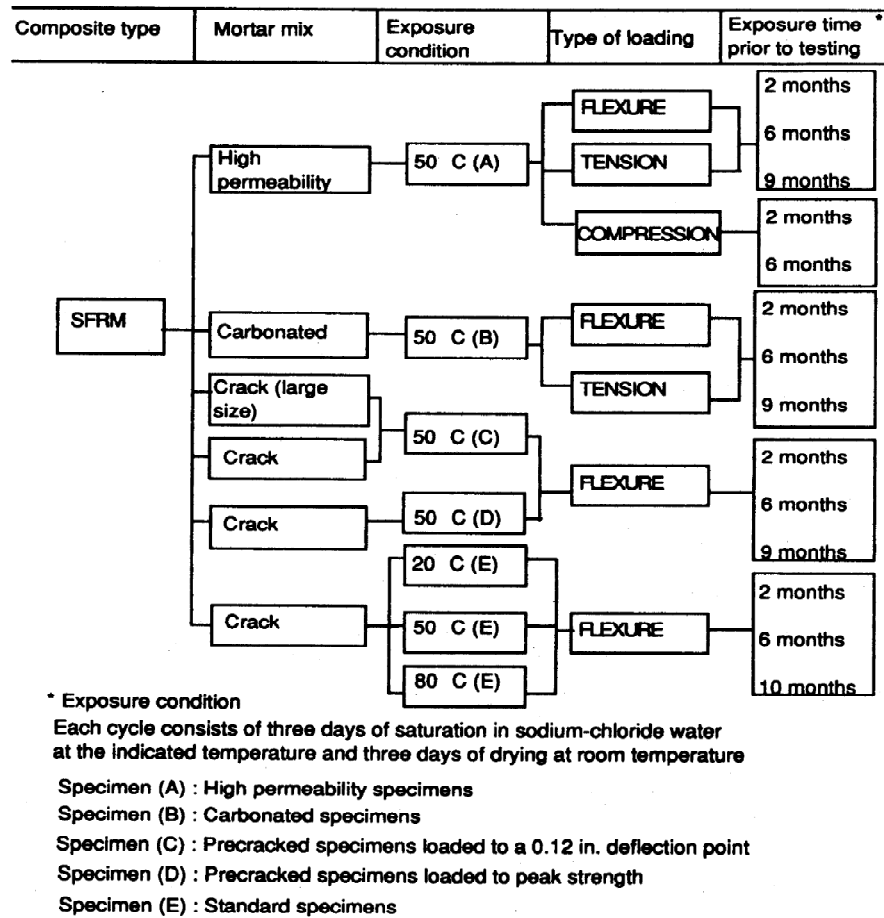 Composite type
Mortar mix
Exposure
condition
Type of loading
Exposure time *
prior to testing
SFRM
High
permeability
50 C (A)
FLEXURE
TENSION
COMPRESSION
2 months
6 months
9 months
2 months
6 months
Carbonated
50 C (B)
FLEXURE
TENSION
2 months
6 months
9 months
Crack (large
size)
Crack
50 C (C)
Crack
50 C (D)
FLEXURE
2 months
6 months
9 months
Crack
20 C (E)
50 C (E)
80 C (E)
FLEXURE
2 months
6 months
10 months
* Exposure condition
Each cycle consists of three days of saturation in sodium-chloride water
at the indicated temperature and three days of drying at room temperature
Specimen (A) : High permeability specimens
Specimen (B) : Carbonated specimens
Specimen (C) : Precracked specimens loaded to a 0.12 in. deflection point
Specimen (D) : Precracked specimens loaded to peak strength
Specimen (E) : Standard specimens